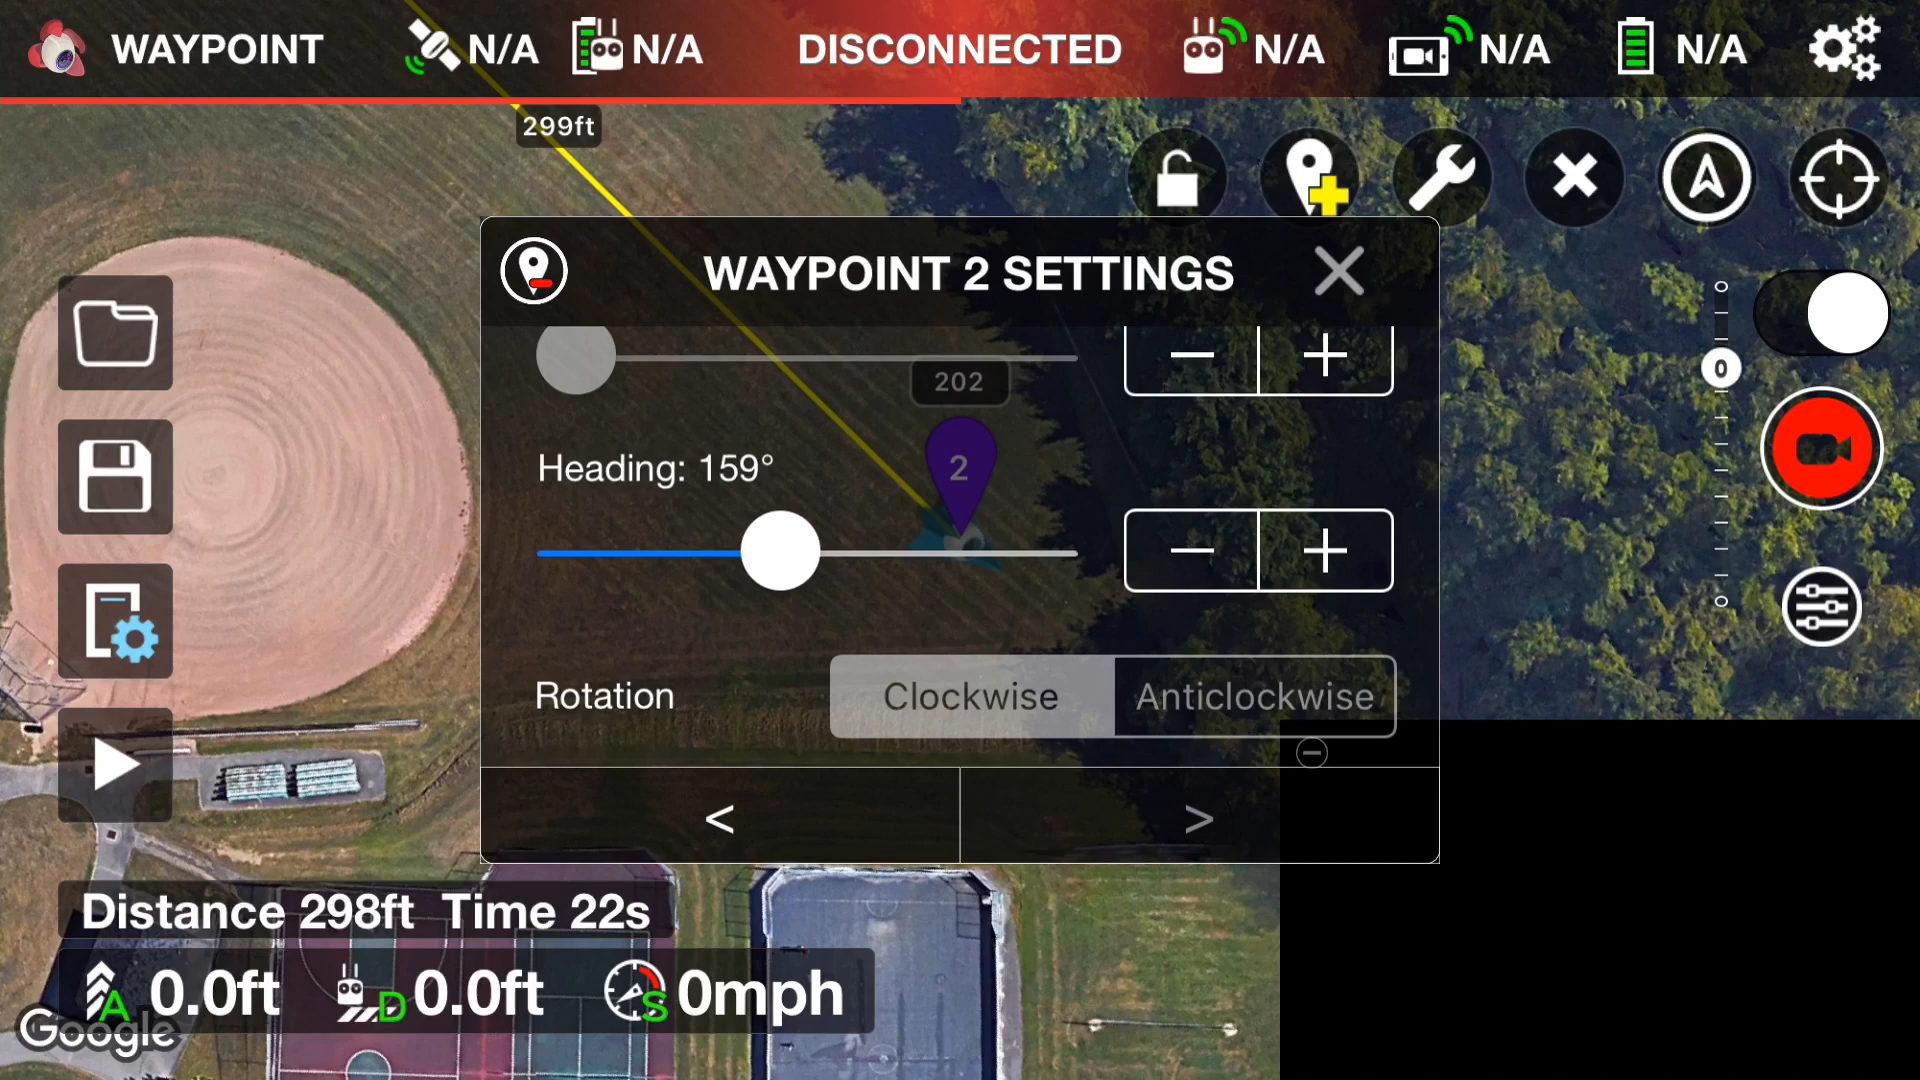 WAYPOINT N/A N/A DISCONNECTED N/A N/A N/A
299ft
WAYPOINT 2 SETTINGS
0
202
Heading: 159°
2
Rotation Clockwise Anticlockwise
< >
Distance 298ft Time 22s
A 0.0ft D 0.0ft S 0mph
Google